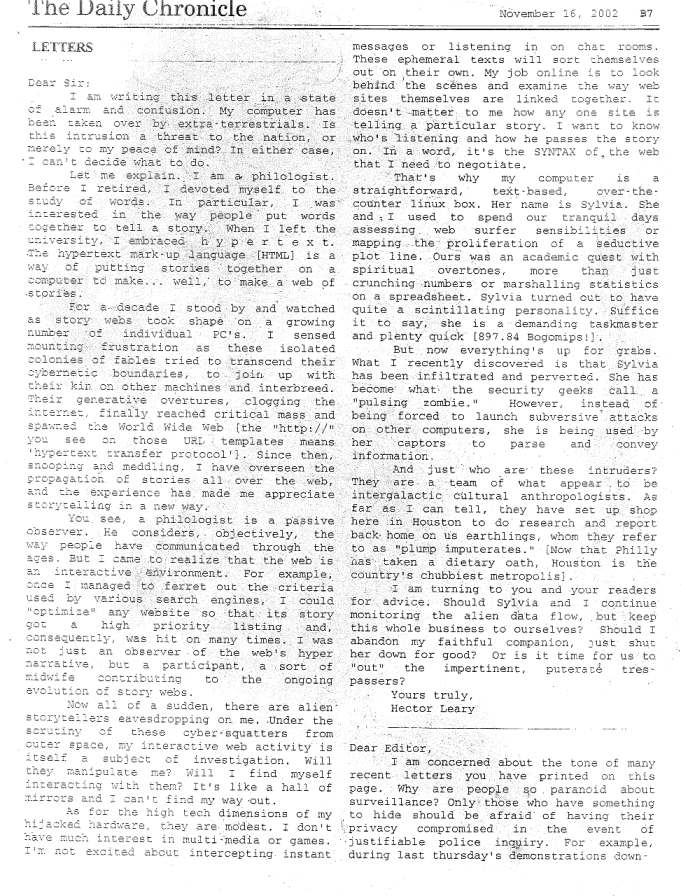 The Daily Chronicle
November 16, 2002 B7
LETTERS
Dear Sir:
I am writing this letter in a state
of alarm and confusion. My computer has
been taken over by extra-terrestrials. Is
this intrusion a threat to the nation, or
merely to my peace of mind? In either case,
I can't decide what to do.
Let me explain. I am a philologist.
Before I retired, I devoted myself to the
study of words. In particular, I was
interested in the way people put words
together to tell a story. When I left the
university, I embraced h y p e r t e x t.
The hypertext mark-up language [HTML] is a
way of putting stories together on a
computer to make... well, to make a web of
stories.
For a decade I stood by and watched
as story webs took shape on a growing
number of individual PC's. I sensed
mounting frustration as these isolated
colonies of fables tried to transcend their
cybernetic boundaries, to join up with
their kin on other machines and interbreed.
Their generative overtures, clogging the
internet, finally reached critical mass and
spawned the World Wide Web [the "http://"
you see on those URL templates means
'hypertext transfer protocol']. Since then,
snooping and meddling, I have overseen the
propagation of stories all over the web,
and the experience has made me appreciate
storytelling in a new way.
You see, a philologist is a passive
observer. He considers, objectively, the
way people have communicated through the
ages. But I came to realize that the web is
an interactive environment. For example,
once I managed to ferret out the criteria
used by various search engines, I could
"optimize" any website so that its story
got a high priority listing and,
consequently, was hit on many times. I was
not just an observer of the web's hyper
narrative, but a participant, a sort of
midwife contributing to the ongoing
evolution of story webs.
Now all of a sudden, there are alien
storytellers eavesdropping on me. Under the
scrutiny of these cyber-squatters from
outer space, my interactive web activity is
itself a subject of investigation. Will
they manipulate me? Will I find myself
interacting with them? It's like a hall of
mirrors and I can't find my way out.
As for the high tech dimensions of my
hijacked hardware, they are modest. I don't
have much interest in multi-media or games.
I'm not excited about intercepting instant
messages or listening in on chat rooms.
These ephemeral texts will sort themselves
out on their own. My job online is to look
behind the scenes and examine the way web
sites themselves are linked together. It
doesn't matter to me how any one site is
telling a particular story. I want to know
who's listening and how he passes the story
on. In a word, it's the SYNTAX of the web
that I need to negotiate.
That's why my computer is a
straightforward, text-based, over-the-
counter linux box. Her name is Sylvia. She
and I used to spend our tranquil days
assessing web surfer sensibilities or
mapping the proliferation of a seductive
plot line. Ours was an academic quest with
spiritual overtones, more than just
crunching numbers or marshalling statistics
on a spreadsheet. Sylvia turned out to have
quite a scintillating personality. Suffice
it to say, she is a demanding taskmaster
and plenty quick [897.84 Bogomips!].
But now everything's up for grabs.
What I recently discovered is that Sylvia
has been infiltrated and perverted. She has
become what the security geeks call a
"pulsing zombie." However, instead of
being forced to launch subversive attacks
on other computers, she is being used by
her captors to parse and convey
information.
And just who are these intruders?
They are a team of what appear to be
intergalactic cultural anthropologists. As
far as I can tell, they have set up shop
here in Houston to do research and report
back home on us earthlings, whom they refer
to as "plump imputerates." [Now that Philly
has taken a dietary oath, Houston is the
country's chubbiest metropolis].
I am turning to you and your readers
for advice. Should Sylvia and I continue
monitoring the alien data flow, but keep
this whole business to ourselves? Should I
abandon my faithful companion, just shut
her down for good? Or is it time for us to
"out" the impertinent, puterate tres-
passers?
Yours truly,
Hector Leary
Dear Editor,
I am concerned about the tone of many
recent letters you have printed on this
page. Why are people so paranoid about
surveillance? Only those who have something
to hide should be afraid of having their
privacy compromised in the event of
justifiable police inquiry. For example,
during last thursday's demonstrations down-